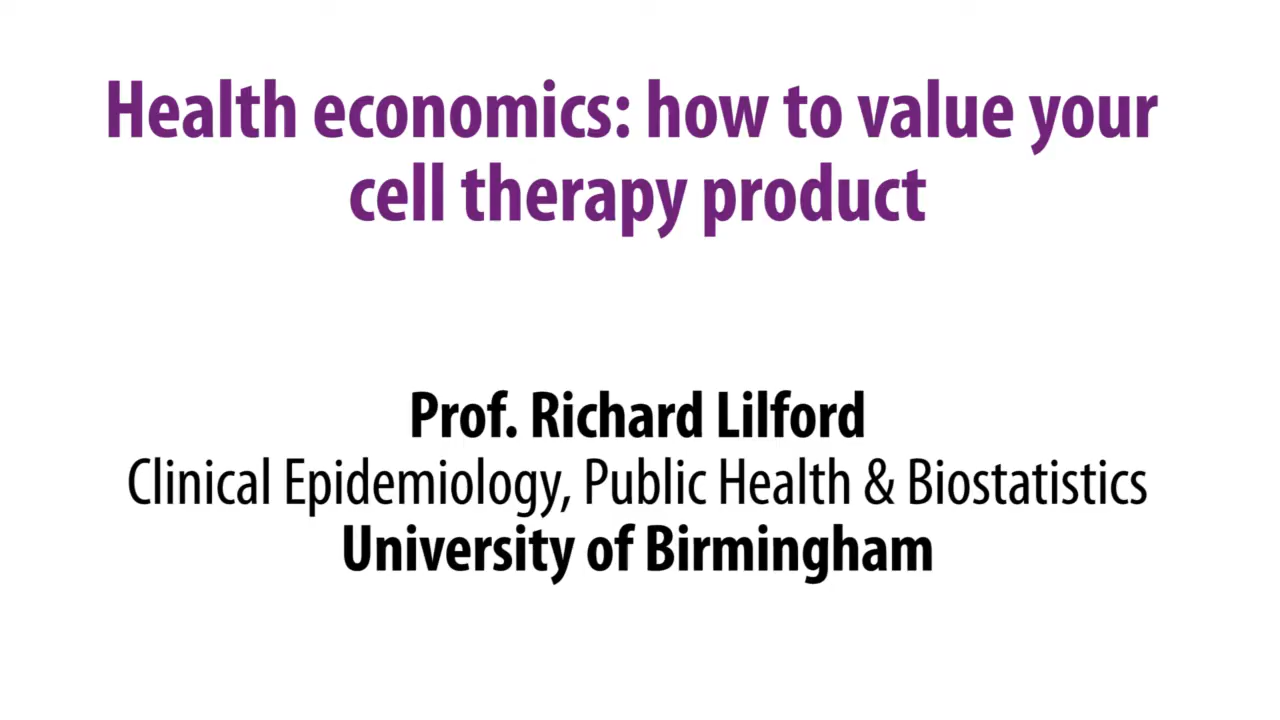 Health economics: how to value your
cell therapy product
Prof. Richard Lilford
Clinical Epidemiology, Public Health & Biostatistics
University of Birmingham